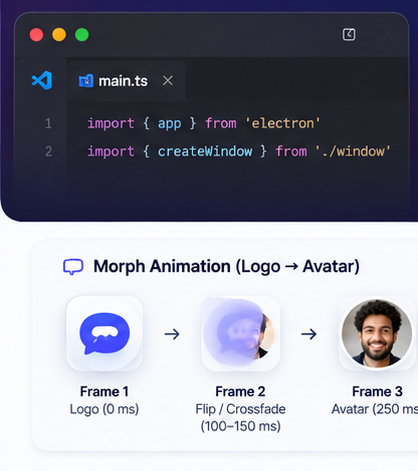 main.ts
1 import { app } from 'electron'
2 import { createWindow } from './window'
Morph Animation (Logo → Avatar)
Frame 1
Logo (0 ms)
Frame 2
Flip / Crossfade
(100–150 ms)
Frame 3
Avatar (250 ms